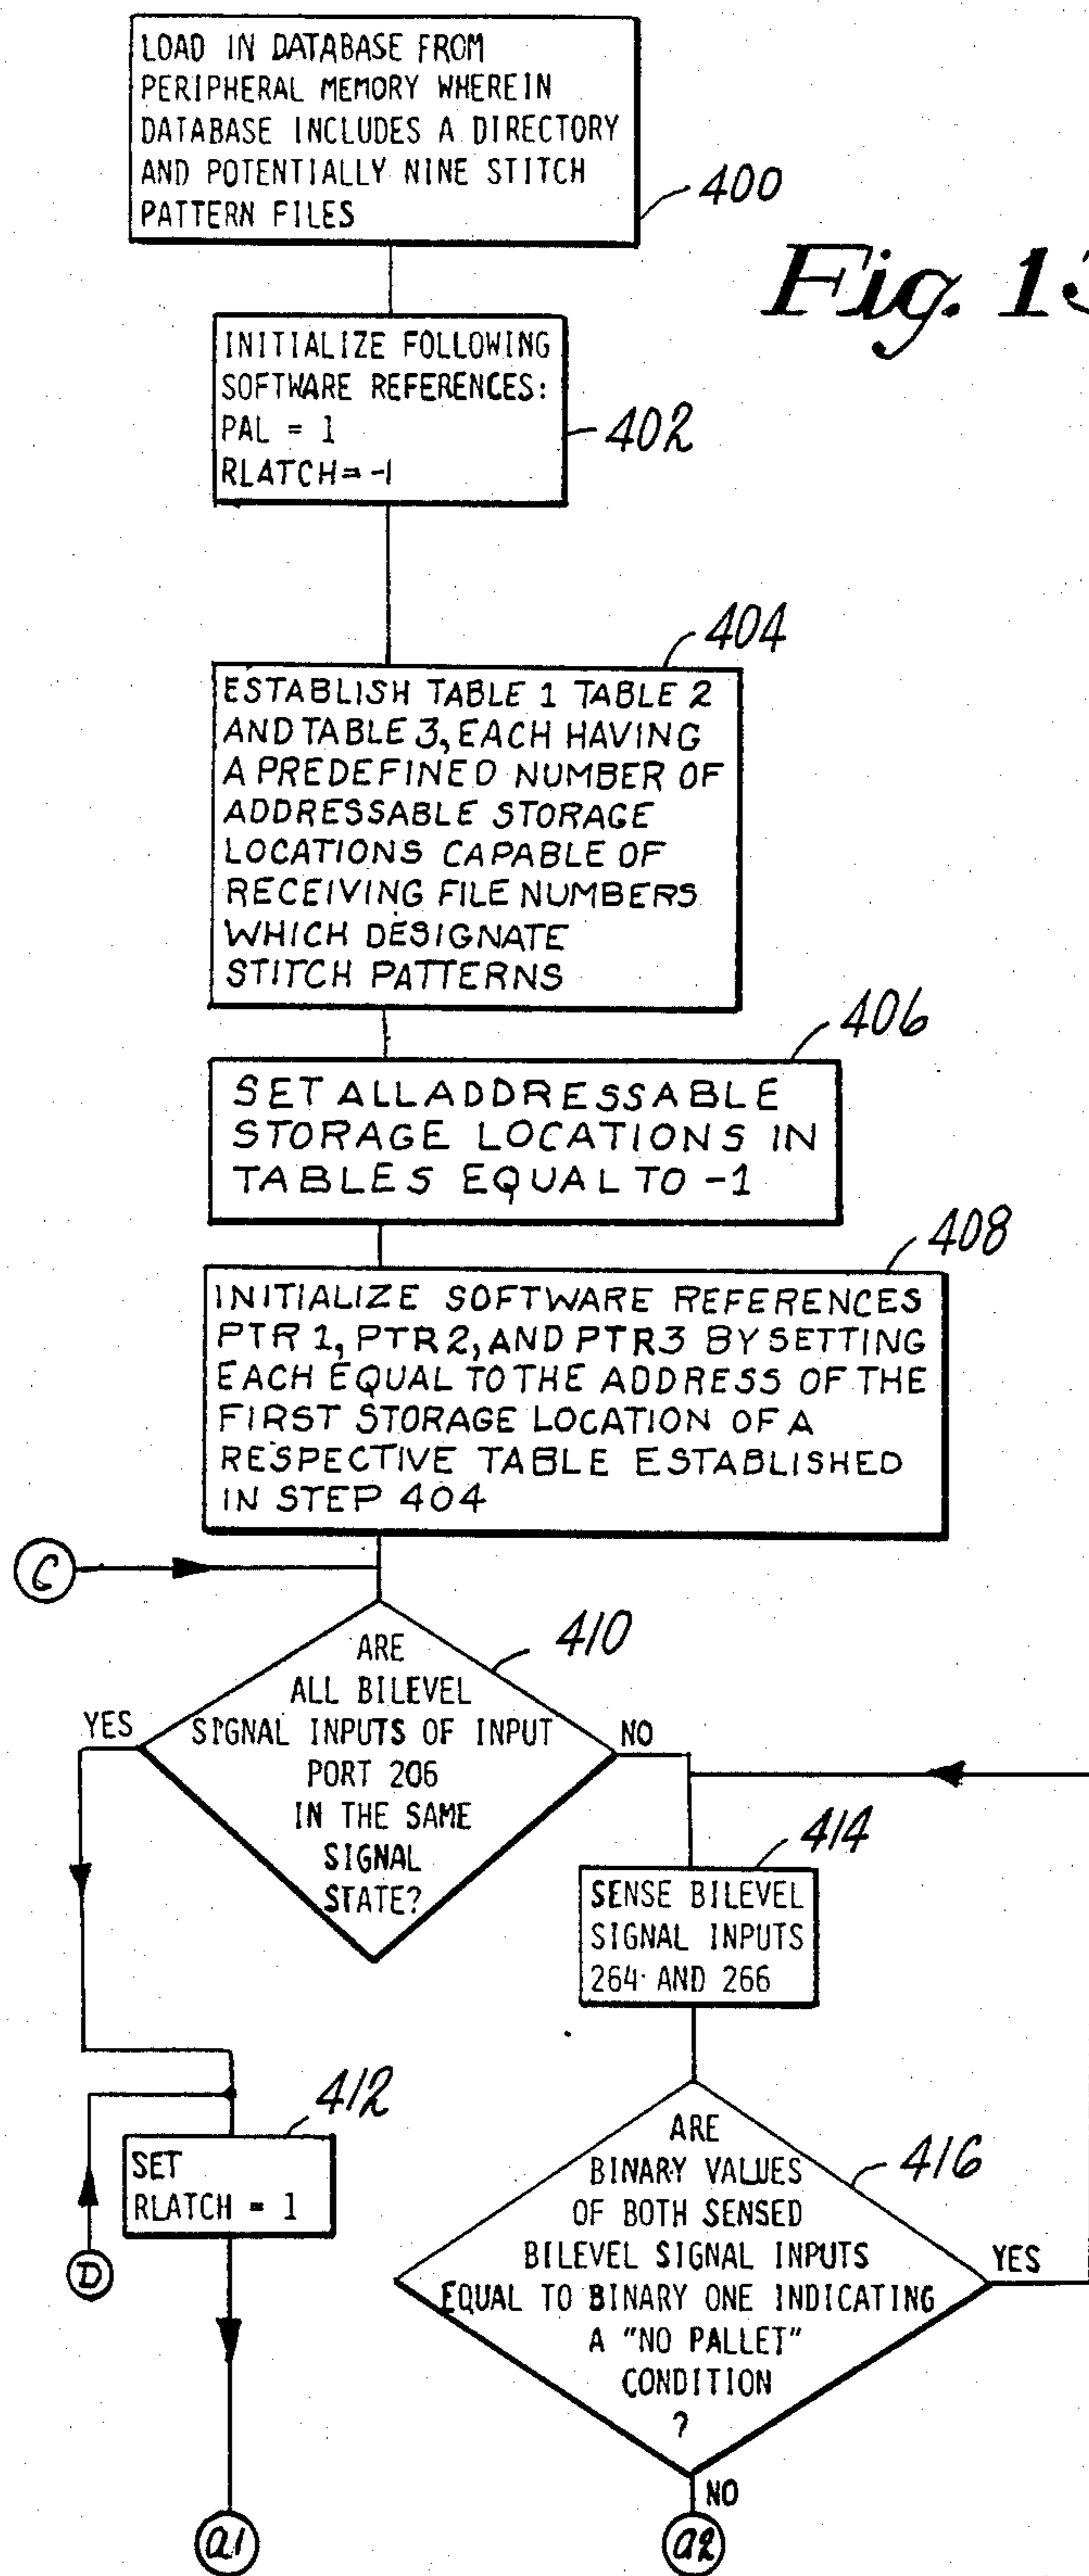 LOAD IN DATABASE FROM
PERIPHERAL MEMORY WHEREIN
DATABASE INCLUDES A DIRECTORY
AND POTENTIALLY NINE STITCH
PATTERN FILES
400
Fig. 13
INITIALIZE FOLLOWING
SOFTWARE REFERENCES:
PAL = 1
RLATCH = -1
402
404
ESTABLISH TABLE 1 TABLE 2
AND TABLE 3, EACH HAVING
A PREDEFINED NUMBER OF
ADDRESSABLE STORAGE
LOCATIONS CAPABLE OF
RECEIVING FILE NUMBERS
WHICH DESIGNATE
STITCH PATTERNS
406
SET ALL ADDRESSABLE
STORAGE LOCATIONS IN
TABLES EQUAL TO -1
408
INITIALIZE SOFTWARE REFERENCES
PTR 1, PTR 2, AND PTR3 BY SETTING
EACH EQUAL TO THE ADDRESS OF THE
FIRST STORAGE LOCATION OF A
RESPECTIVE TABLE ESTABLISHED
IN STEP 404
C
410
ARE
ALL BILEVEL
SIGNAL INPUTS OF INPUT
PORT 206
IN THE SAME
SIGNAL
STATE?
YES
NO
414
SENSE BILEVEL
SIGNAL INPUTS
264 AND 266
412
SET
RLATCH = 1
D
416
ARE
BINARY VALUES
OF BOTH SENSED
BILEVEL SIGNAL INPUTS
EQUAL TO BINARY ONE INDICATING
A "NO PALLET"
CONDITION
?
YES
NO
a1
a2